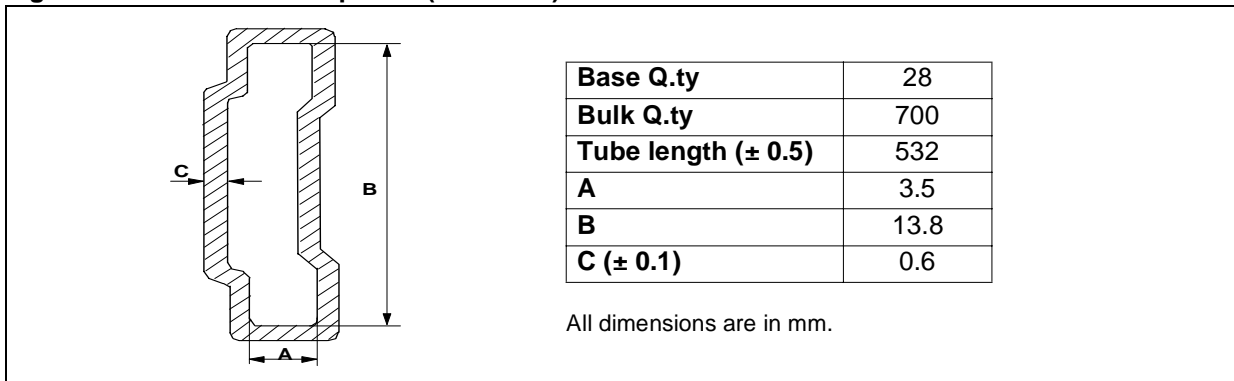 C
B
A
Base Q.ty 28
Bulk Q.ty 700
Tube length (± 0.5) 532
A 3.5
B 13.8
C (± 0.1) 0.6
All dimensions are in mm.